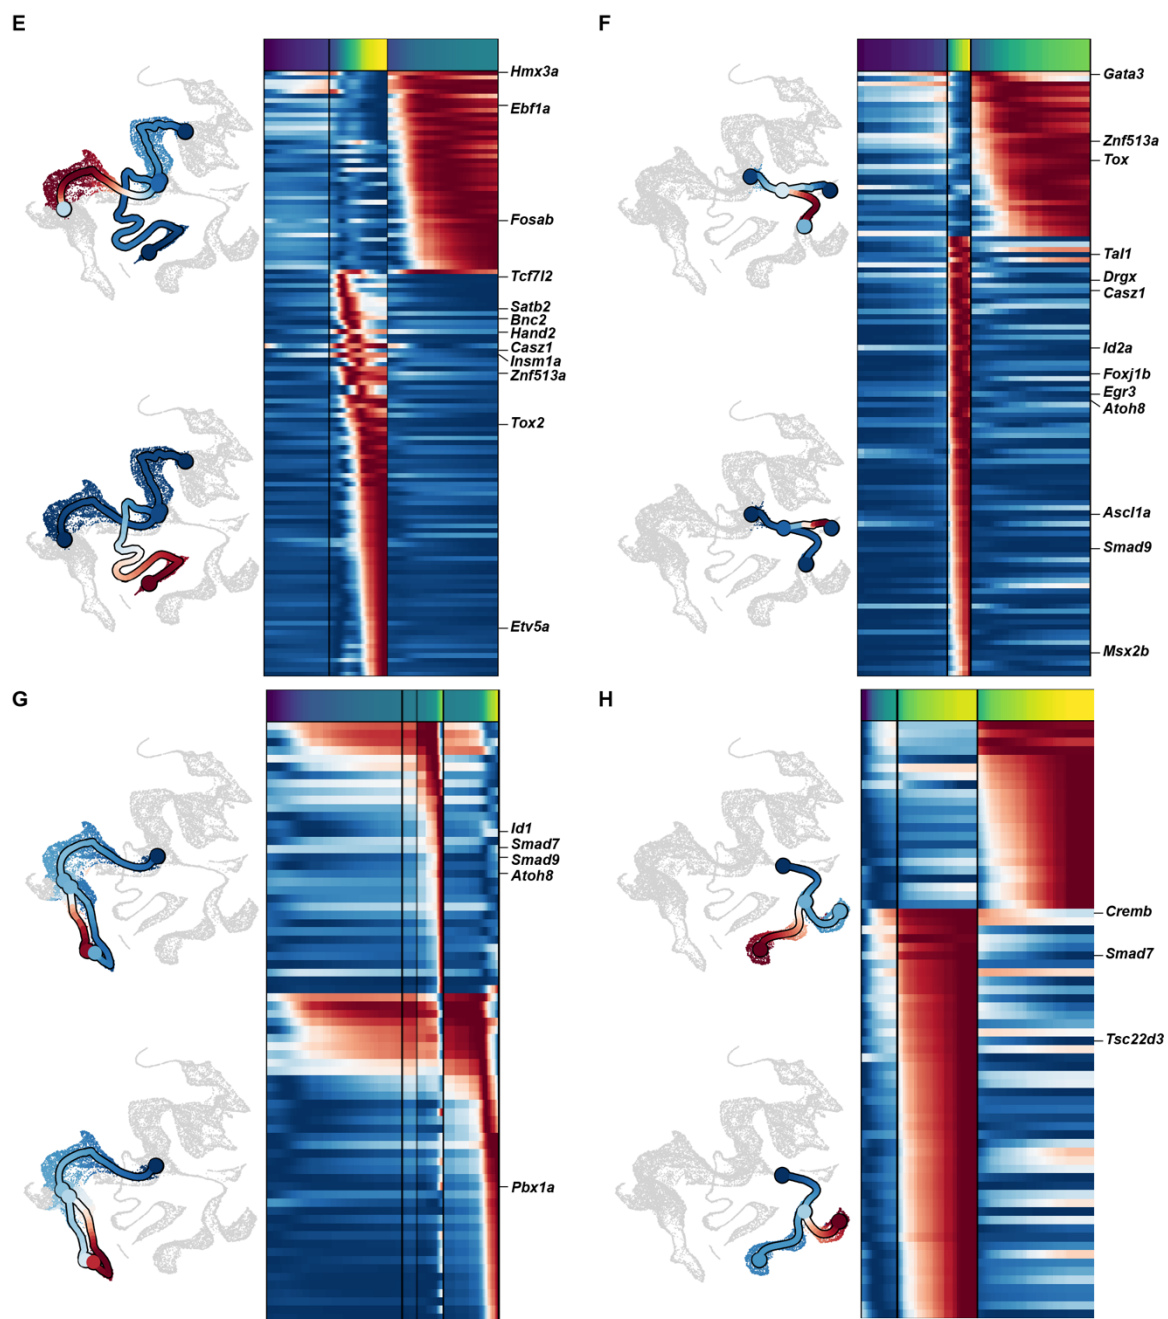 E
Hmx3a
Ebf1a
Fosab
Tcf7l2
Satb2
Bnc2
Hand2
Casz1
Insm1a
Znf513a
Tox2
Etv5a
F
Gata3
Znf513a
Tox
Tal1
Drgx
Casz1
Id2a
Foxj1b
Egr3
Atoh8
Ascl1a
Smad9
Msx2b
G
Id1
Smad7
Smad9
Atoh8
Pbx1a
H
Cremb
Smad7
Tsc22d3